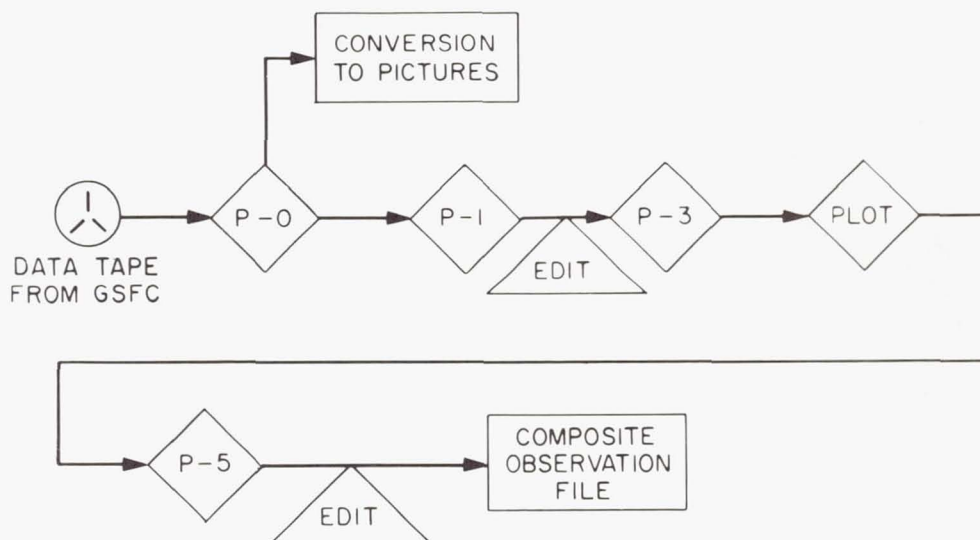 CONVERSION
TO PICTURES
DATA TAPE
FROM GSFC
P-0
P-1
EDIT
P-3
PLOT
P-5
EDIT
COMPOSITE
OBSERVATION
FILE